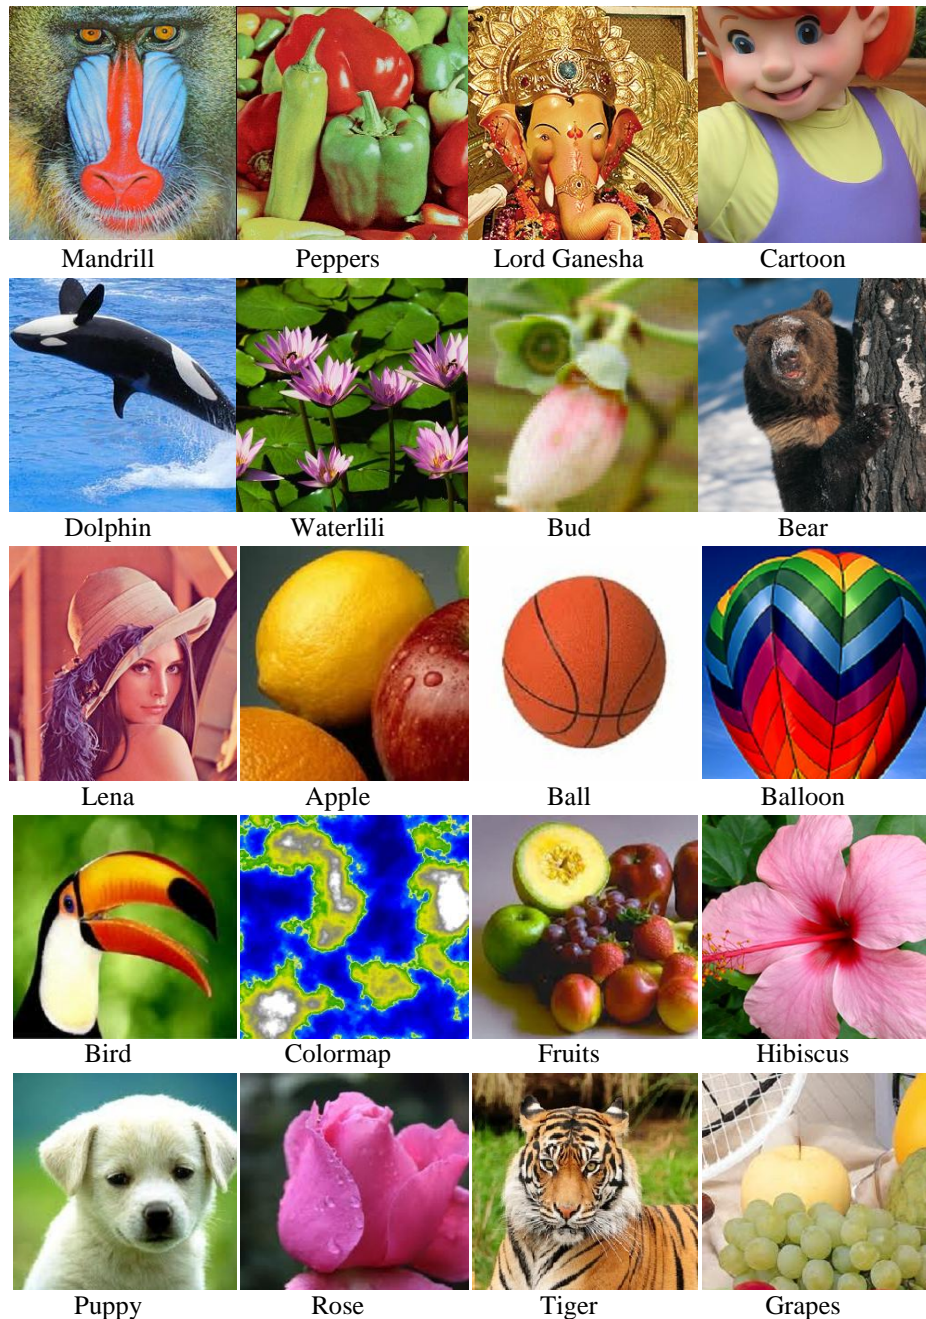 Mandrill Peppers Lord Ganesha Cartoon
Dolphin Waterlili Bud Bear
Lena Apple Ball Balloon
Bird Colormap Fruits Hibiscus
Puppy Rose Tiger Grapes